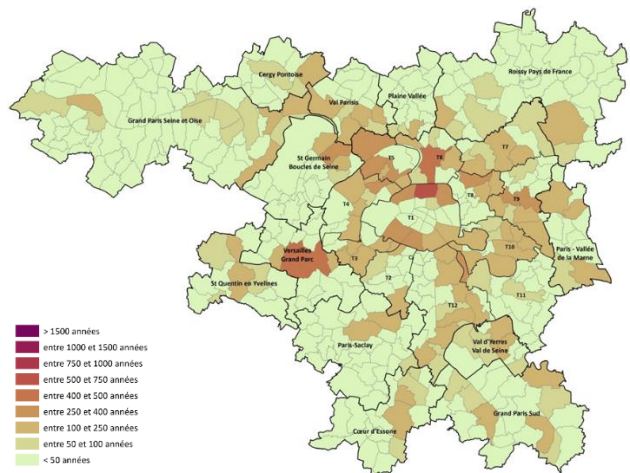 Cergy Pontoise
Roissy Pays de France
Plaine Vallée
Val Parisis
Grand Paris Seine et Oise
St Germain
Boucles de Seine
T5
T6
T7
T8
T9
T4
T1
T10
Paris - Vallée
de la Marne
Versailles
Grand Parc
T3
T2
T11
St Quentin en Yvelines
T12
Val d'Yerres
Val de Seine
Paris-Saclay
Grand Paris Sud
Cœur d'Essone
> 1500 années
entre 1000 et 1500 années
entre 750 et 1000 années
entre 500 et 750 années
entre 400 et 500 années
entre 250 et 400 années
entre 100 et 250 années
entre 50 et 100 années
< 50 années